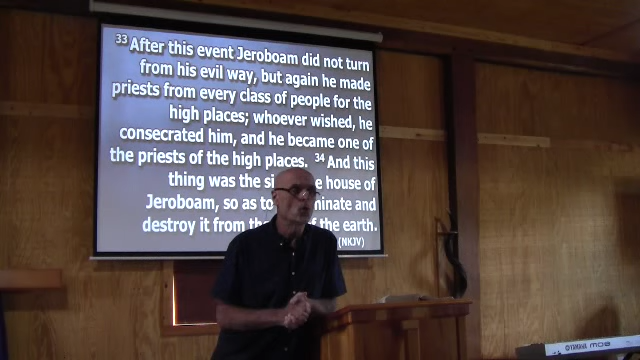 33 After this event Jeroboam did not turn
from his evil way, but again he made
priests from every class of people for the
high places; whoever wished, he
consecrated him, and he became one of
the priests of the high places. 34 And this
thing was the house of
Jeroboam, so as to and
destroy it from of the earth.
(NKJV)
YAMAHA MO8